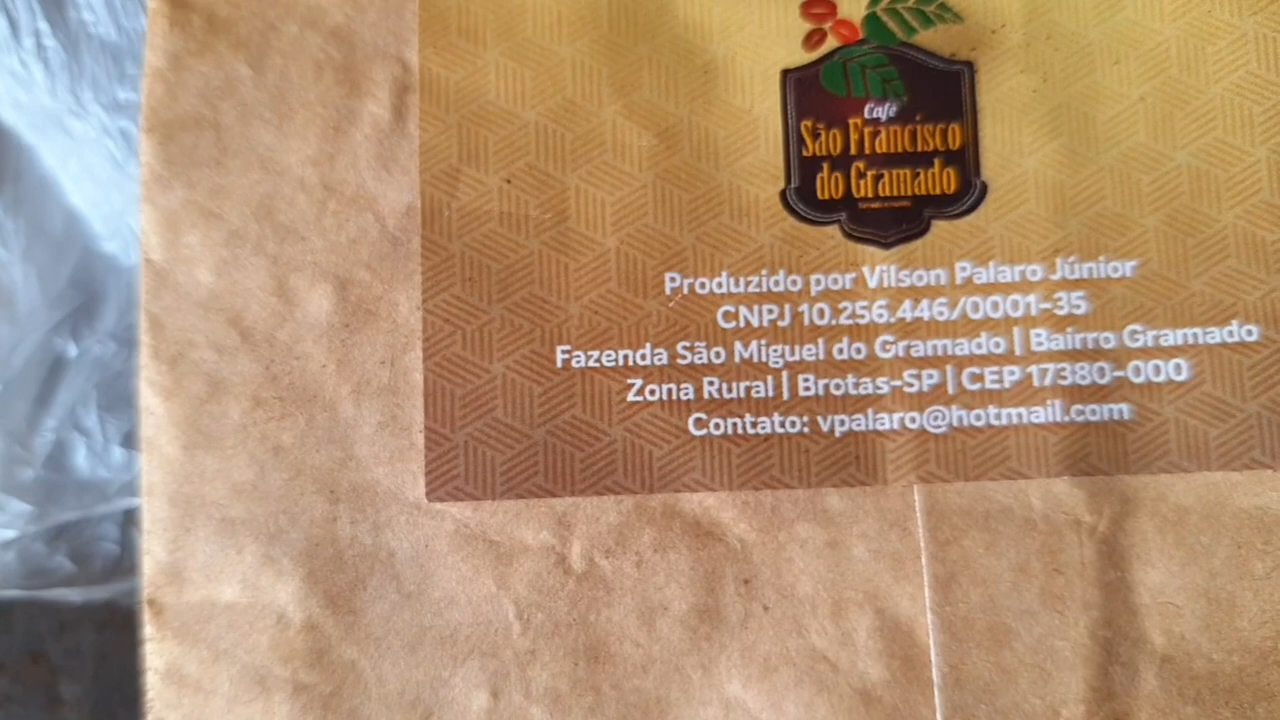 Café
São Francisco
do Gramado
Produzido por Vilson Palaro Júnior
CNPJ 10.256.446/0001-35
Fazenda São Miguel do Gramado | Bairro Gramado
Zona Rural | Brotas-SP | CEP 17380-000
Contato: vpalaro@hotmail.com